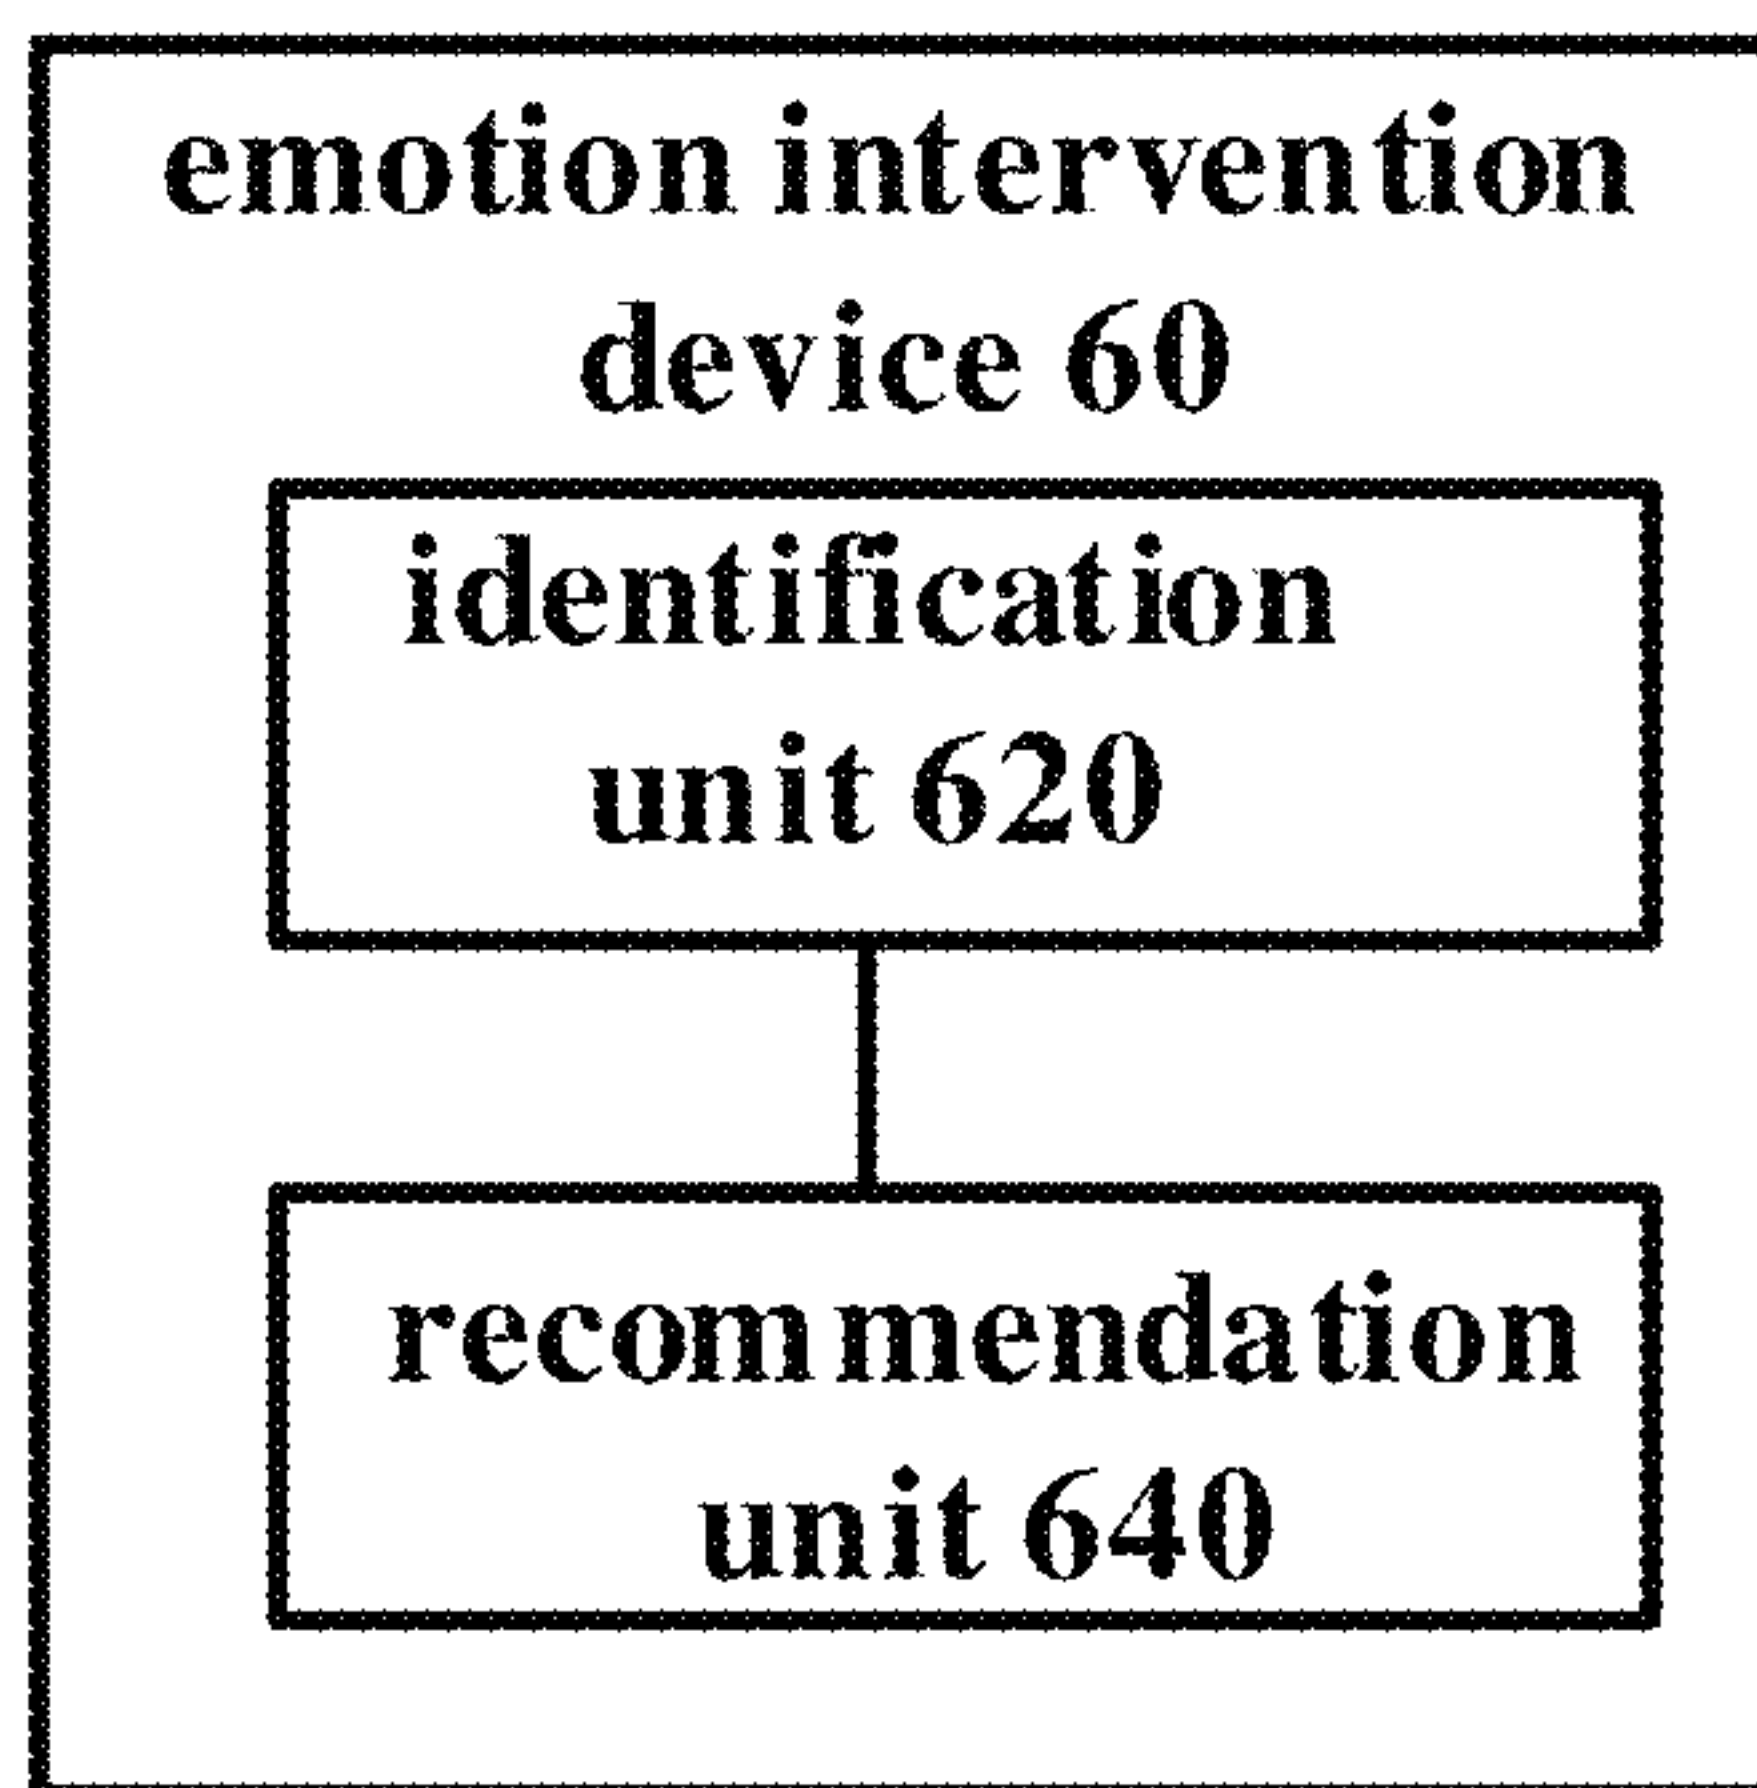 emotion intervention
device 60
identification
unit 620
recommendation
unit 640